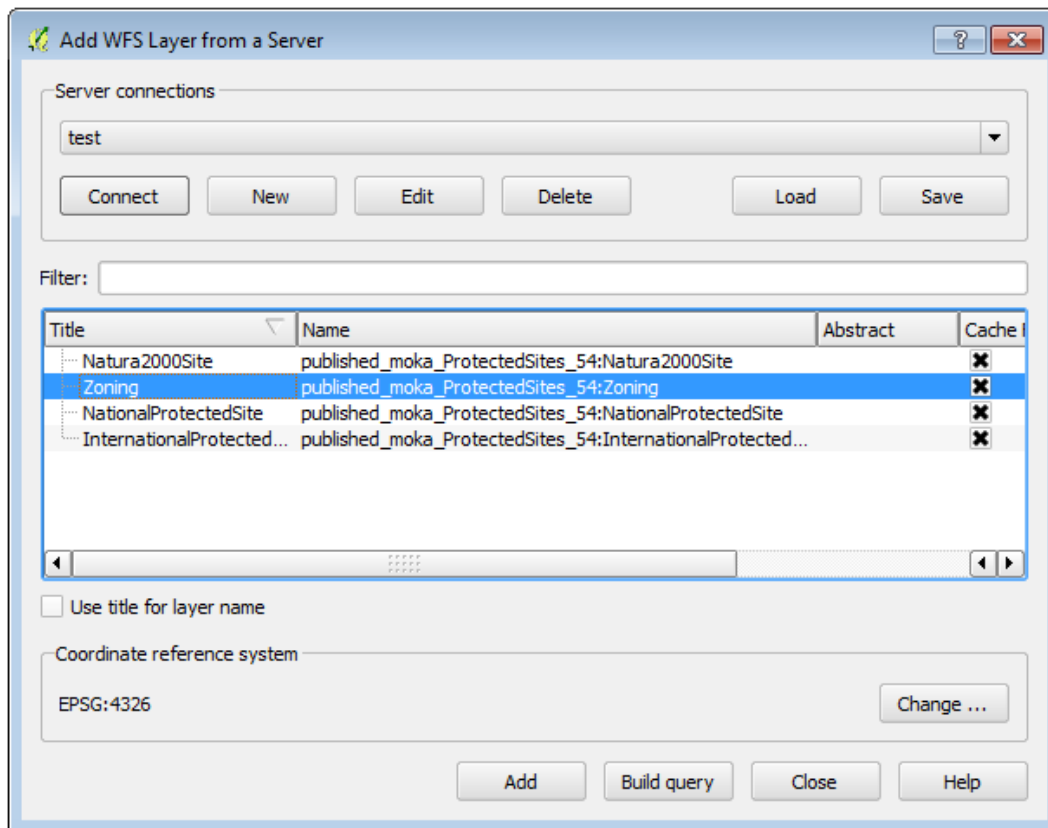 Add WFS Layer from a Server
Server connections
test
Connect New Edit Delete Load Save
Filter:
Title Name Abstract Cache
Natura2000Site published_moka_ProtectedSites_54:Natura2000Site
Zoning published_moka_ProtectedSites_54:Zoning
NationalProtectedSite published_moka_ProtectedSites_54:NationalProtectedSite
InternationalProtected... published_moka_ProtectedSites_54:InternationalProtected...
Use title for layer name
Coordinate reference system
EPSG:4326 Change ...
Add Build query Close Help